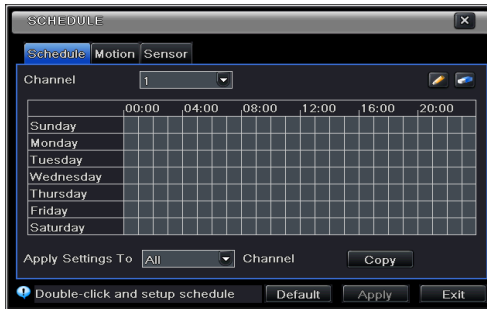 SCHEDULE
Schedule Motion Sensor
Channel 1
00:00 04:00 08:00 12:00 16:00 20:00
Sunday
Monday
Tuesday
Wednesday
Thursday
Friday
Saturday
Apply Settings To All Channel Copy
Double-click and setup schedule Default Apply Exit